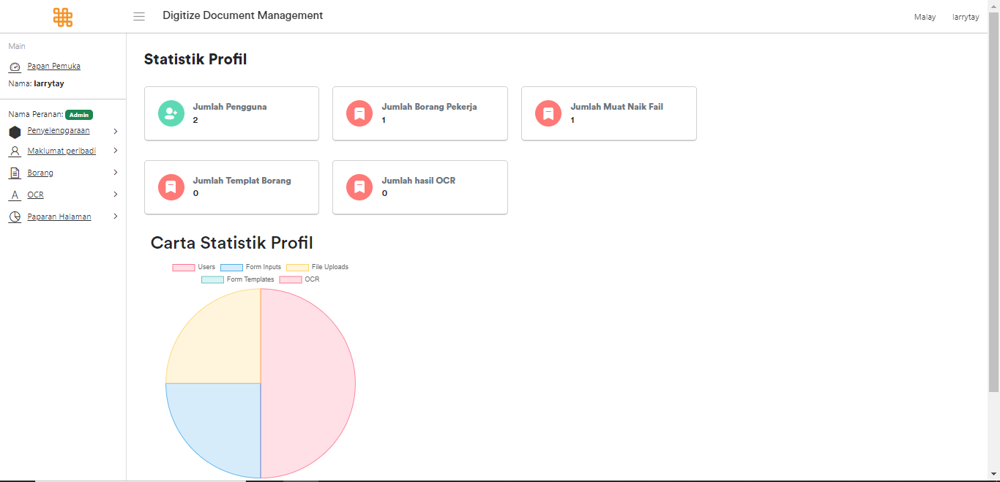 Digitize Document Management
Malay
larrytay
Main
Papan Pemuka
Nama: larrytay
Nama Peranan: Admin
Penyelenggaraan
Maklumat peribadi
Borang
OCR
Paparan Halaman
Statistik Profil
Jumlah Pengguna
2
Jumlah Borang Pekerja
1
Jumlah Muat Naik Fail
1
Jumlah Templat Borang
0
Jumlah hasil OCR
0
Carta Statistik Profil
Users Form Inputs File Uploads
Form Templates OCR